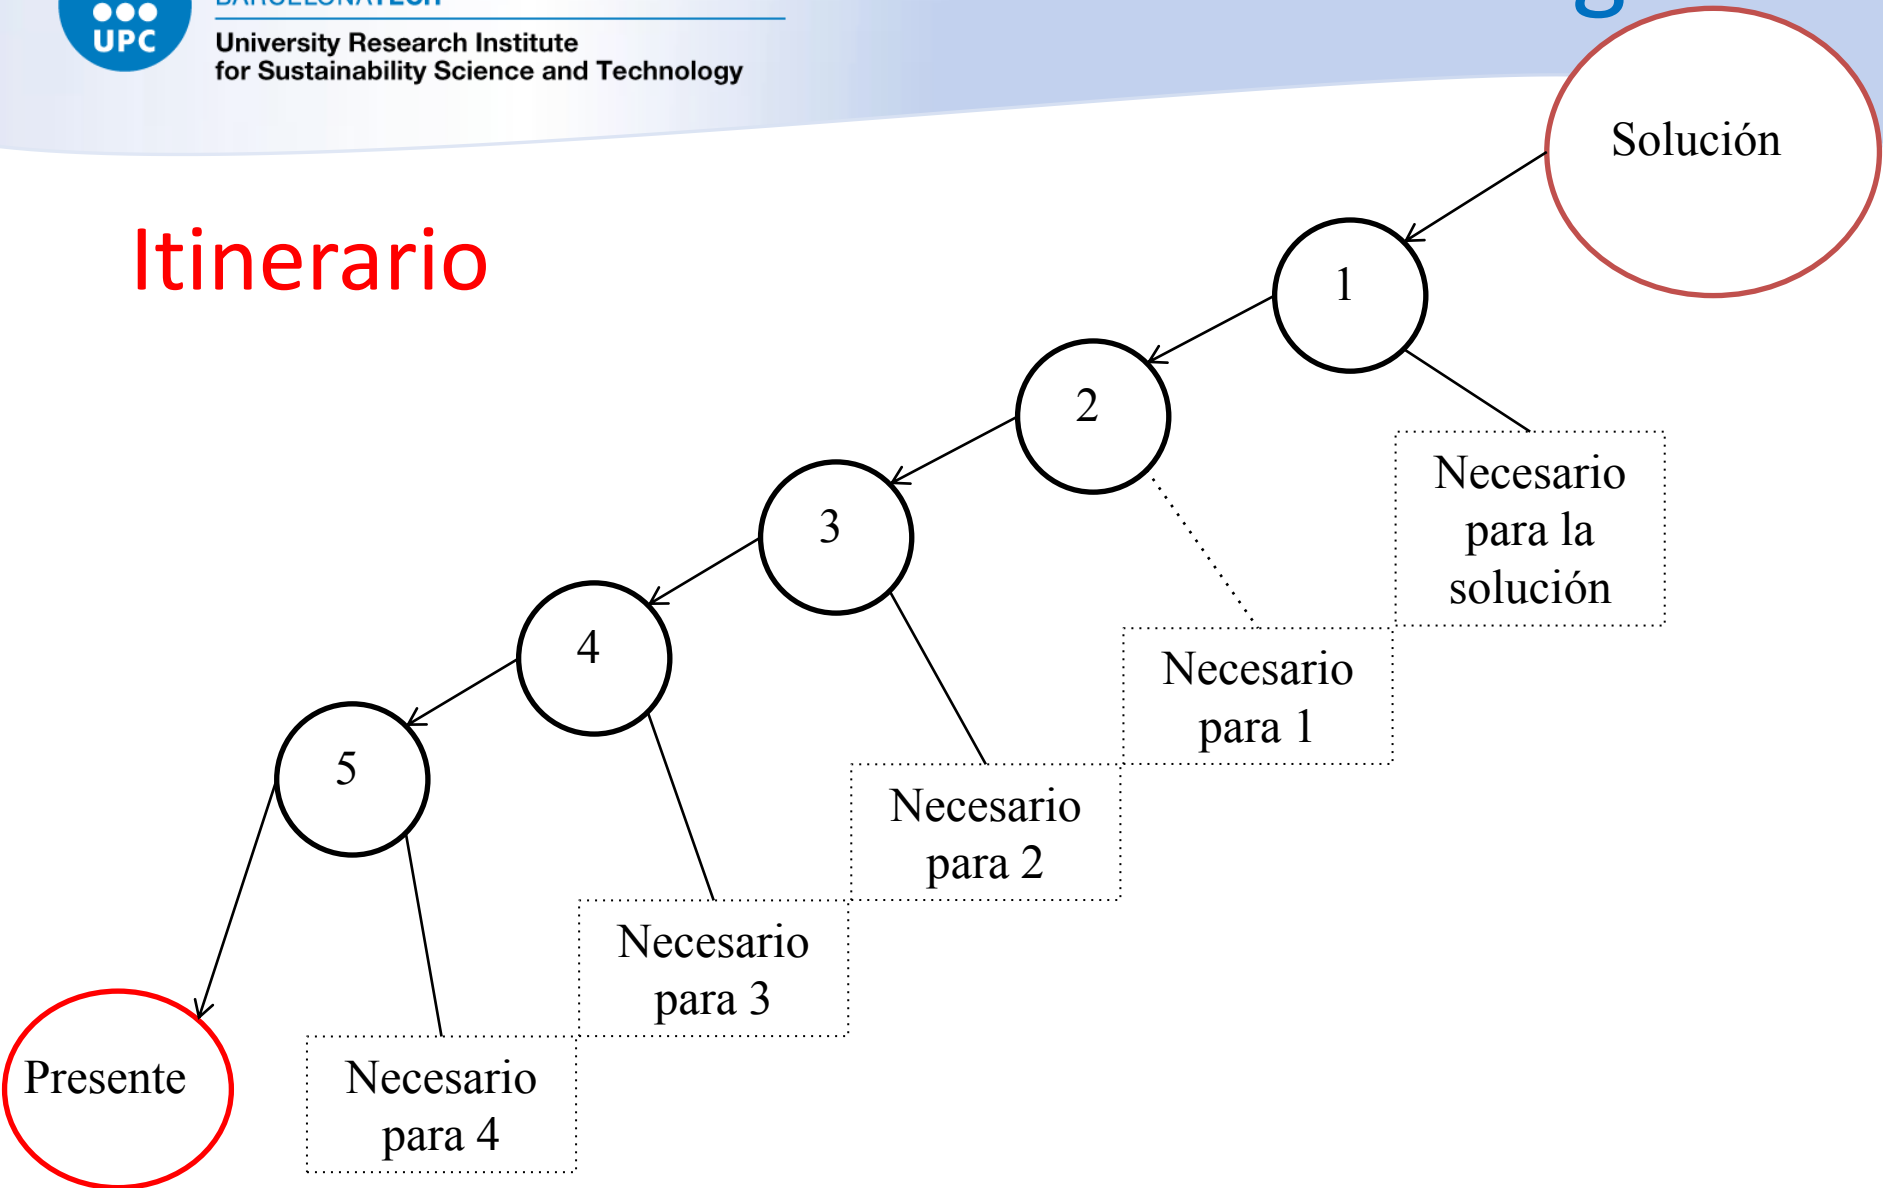 BARCELONATECH
UPC
University Research Institute
for Sustainability Science and Technology
Solución
Itinerario
1
2
Necesario
para la
solución
3
4
Necesario
para 1
5
Necesario
para 2
Necesario
para 3
Presente
Necesario
para 4